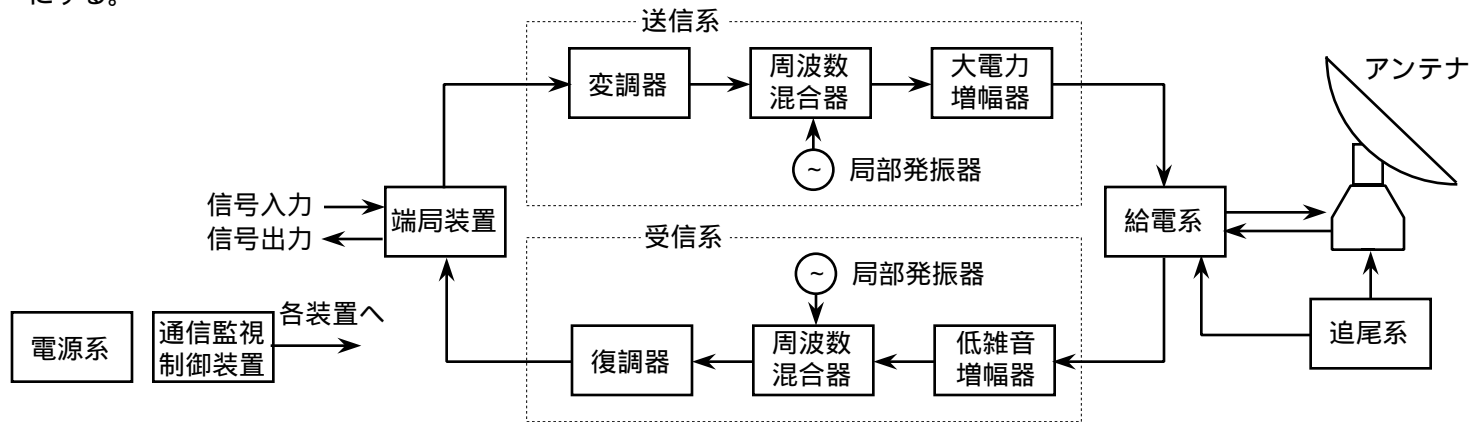 にする。
送信系
変調器
周波数
混合器
大電力
増幅器
アンテナ
~
局部発振器
信号入力
信号出力
端局装置
給電系
受信系
~
局部発振器
各装置へ
電源系
通信監視
制御装置
復調器
周波数
混合器
低雑音
増幅器
追尾系